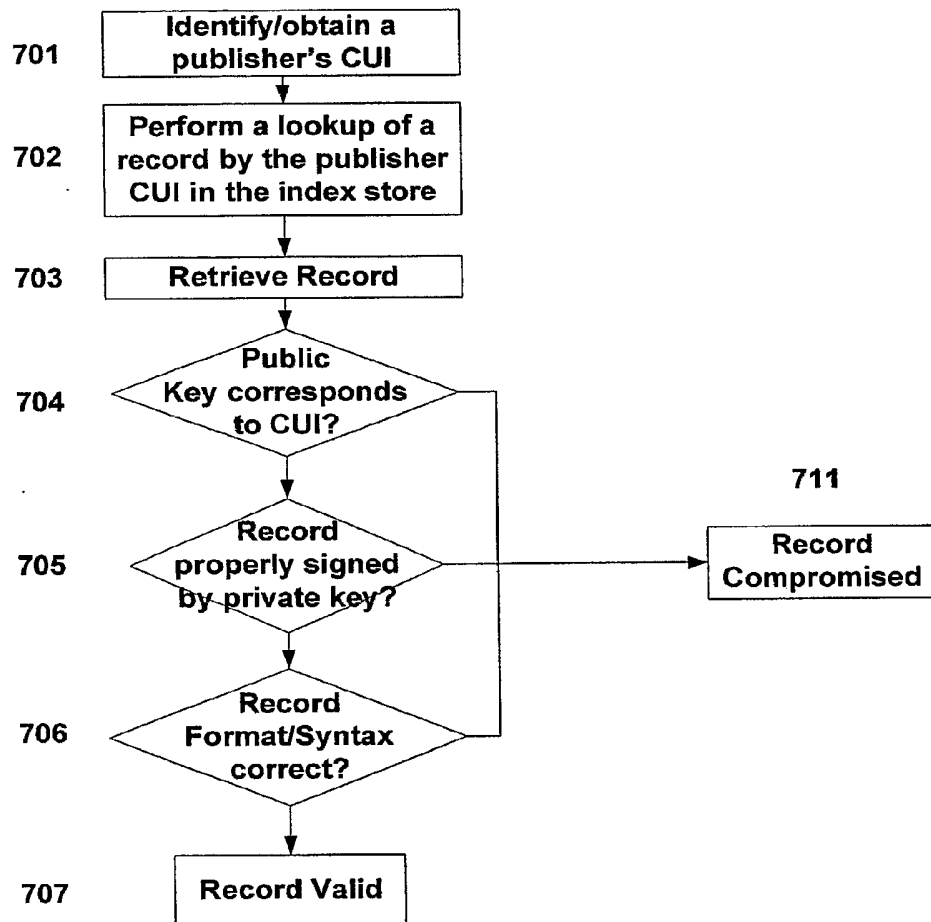 701
Identify/obtain a
publisher's CUI
702
Perform a lookup of a
record by the publisher
CUI in the index store
703
Retrieve Record
704
Public
Key corresponds
to CUI?
711
Record
Compromised
705
Record
properly signed
by private key?
706
Record
Format/Syntax
correct?
707
Record Valid